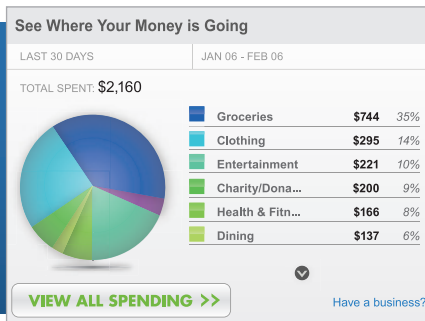 See Where Your Money is Going
LAST 30 DAYS JAN 06 - FEB 06
TOTAL SPENT: $2,160
Groceries $744 35%
Clothing $295 14%
Entertainment $221 10%
Charity/Dona... $200 9%
Health & Fitn... $166 8%
Dining $137 6%
VIEW ALL SPENDING >>
Have a business?